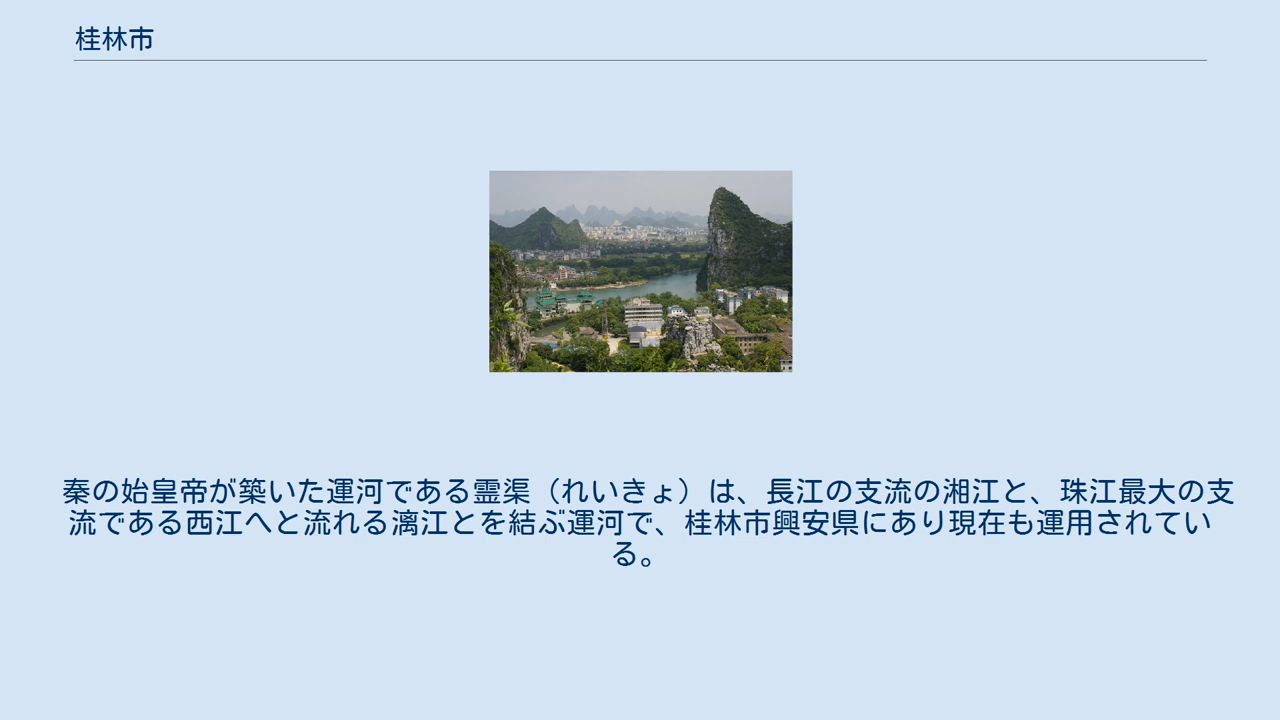 桂林市
秦の始皇帝が築いた運河である霊渠（れいきょ）は、長江の支流の湘江と、珠江最大の支
流である西江へと流れる漓江とを結ぶ運河で、桂林市興安県にあり現在も運用されてい
る。